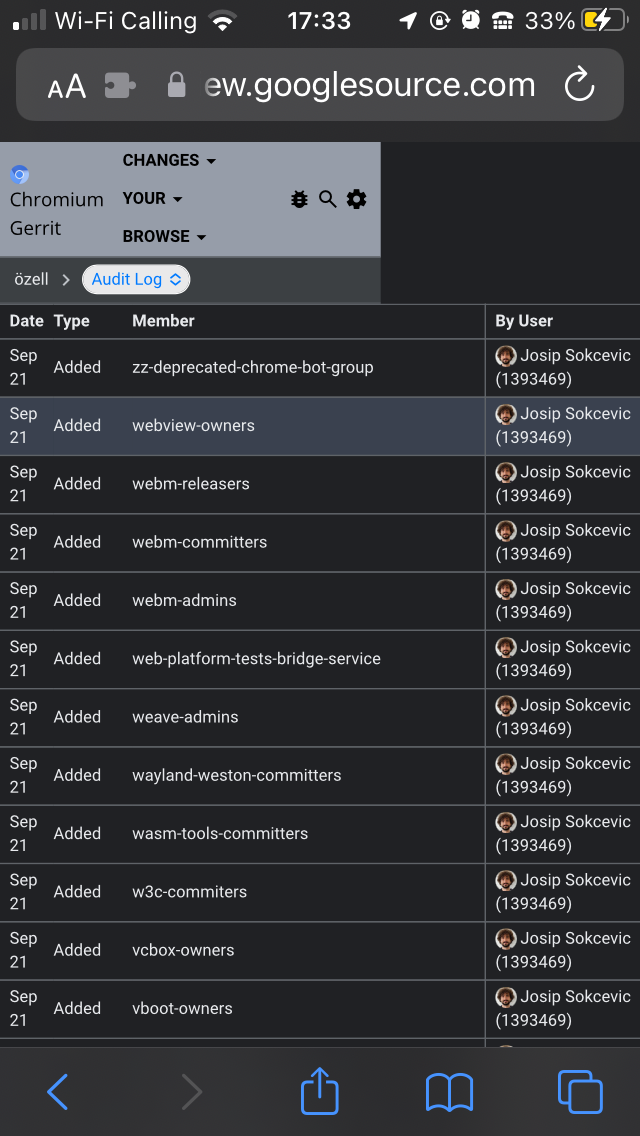 Wi-Fi Calling 17:33 33%
AA ew.googlesource.com
Chromium
Gerrit
CHANGES
YOUR
BROWSE
özell > Audit Log
Date Type Member By User
Sep 21 Added zz-deprecated-chrome-bot-group Josip Sokcevic (1393469)
Sep 21 Added webview-owners Josip Sokcevic (1393469)
Sep 21 Added webm-releasers Josip Sokcevic (1393469)
Sep 21 Added webm-committers Josip Sokcevic (1393469)
Sep 21 Added webm-admins Josip Sokcevic (1393469)
Sep 21 Added web-platform-tests-bridge-service Josip Sokcevic (1393469)
Sep 21 Added weave-admins Josip Sokcevic (1393469)
Sep 21 Added wayland-weston-committers Josip Sokcevic (1393469)
Sep 21 Added wasm-tools-committers Josip Sokcevic (1393469)
Sep 21 Added w3c-commiters Josip Sokcevic (1393469)
Sep 21 Added vcbox-owners Josip Sokcevic (1393469)
Sep 21 Added vboot-owners Josip Sokcevic (1393469)